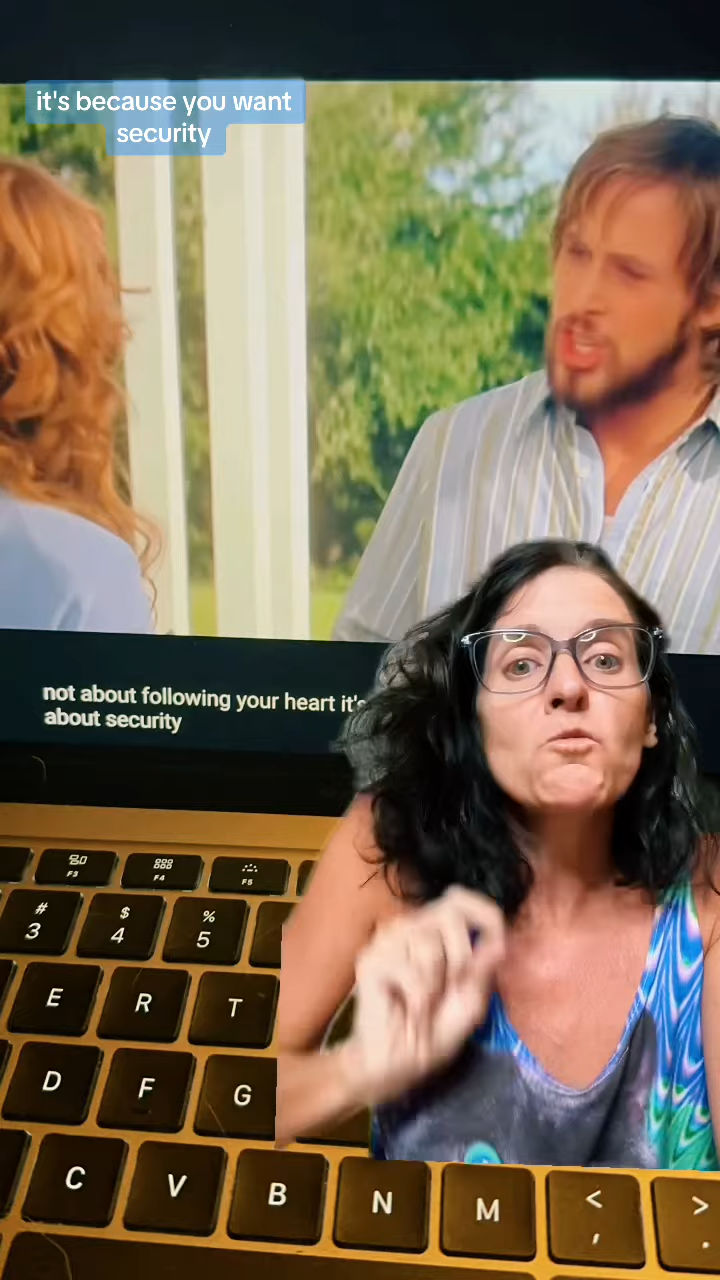 it's because you want
security
not about following your heart it's
about security
F3
F4
F5
# $ %
3 4 5
E R T
D F G
C V B N M < >
, .